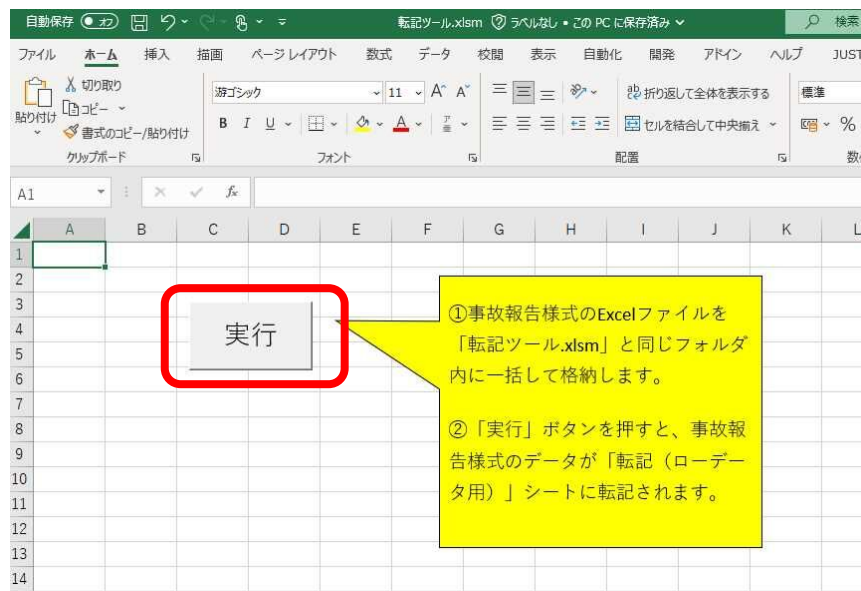 自動保存 オフ 転記ツール.xlsm ラベルなし • この PC に保存済み 検索
ファイル ホーム 挿入 描画 ページ レイアウト 数式 データ 校閲 表示 自動化 開発 アドイン ヘルプ JUST
貼り付け
切り取り
コピー
書式のコピー/貼り付け
クリップボード
游ゴシック 11 A A
B I U A ア亜
フォント
ab 折り返して全体を表示する
セルを結合して中央揃え
配置
標準
%
数
A1 fx
A B C D E F G H I J K L
1
2
3
4
5
6
7
8
9
10
11
12
13
14
実行
①事故報告様式のExcelファイルを
「転記ツール.xlsm」と同じフォルダ
内に一括して格納します。
②「実行」ボタンを押すと、事故報
告様式のデータが「転記（ローデー
タ用）」シートに転記されます。